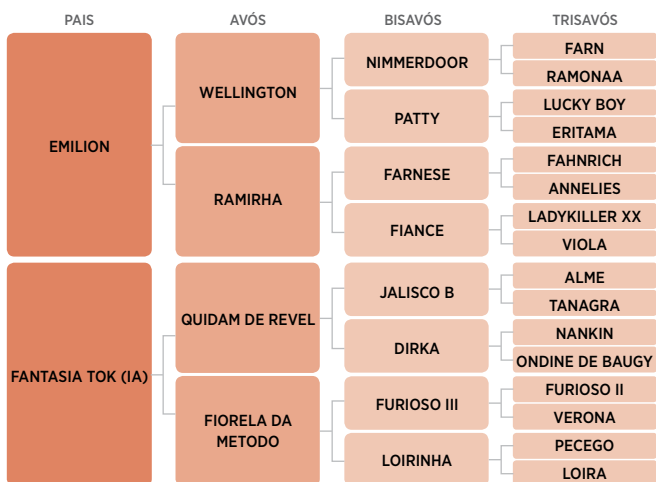 PAIS
AVÓS
BISAVÓS
TRISAVÓS
EMILION
WELLINGTON
NIMMERDOOR
FARN
RAMONAA
PATTY
LUCKY BOY
ERITAMA
RAMIRHA
FARNESE
FAHNRICH
ANNELIES
FIANCE
LADYKILLER XX
VIOLA
FANTASIA TOK (IA)
QUIDAM DE REVEL
JALISCO B
ALME
TANAGRA
DIRKA
NANKIN
ONDINE DE BAUGY
FIORELA DA
METODO
FURIOSO III
FURIOSO II
VERONA
LOIRINHA
PECEGO
LOIRA